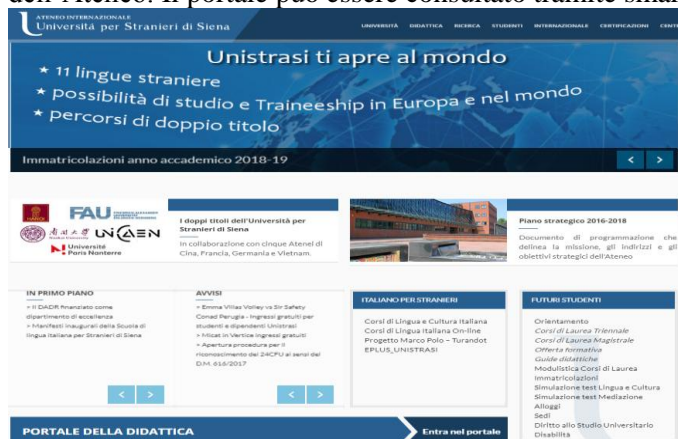 dell'Ateneo. Il portale può essere consultato tramite smar
ATENEO INTERNAZIONALE
Università per Stranieri di Siena
UNIVERSITÀ DIDATTICA RICERCA STUDENTI INTERNAZIONALE CERTIFICAZIONI CENT
Unistrasi ti apre al mondo
* 11 lingue straniere
* possibilità di studio e Traineeship in Europa e nel mondo
* percorsi di doppio titolo
Immatricolazioni anno accademico 2018-19
< >
FAU
UNICAEN
Université
Paris Nanterre
I doppi titoli dell'Università per
Stranieri di Siena
In collaborazione con cinque Atenei di
Cina, Francia, Germania e Vietnam.
Piano strategico 2016-2018
Documento di programmazione che
delinea la missione, gli indirizzi e gli
obiettivi strategici dell'Ateneo
IN PRIMO PIANO
> Il DADR finanziato come
dipartimento di eccellenza
> Manifesti inaugurali della Scuola di
lingua italiana per Stranieri di Siena
< >
AVVISI
> Emma Villas Volley vs Sir Safety
Conad Perugia - Ingressi gratuiti per
studenti e dipendenti Unistrasi
> Micat in Vertice ingressi gratuiti
> Apertura procedura per il
riconoscimento dei 24CFU ai sensi del
D.M. 616/2017
< >
ITALIANO PER STRANIERI
Corsi di Lingua e Cultura Italiana
Corsi di Lingua Italiana On-line
Progetto Marco Polo – Turandot
EPLUS_UNISTRASI
FUTURI STUDENTI
Orientamento
Corsi di Laurea Triennale
Corsi di Laurea Magistrale
Offerta formativa
Guide didattiche
Modulistica Corsi di Laurea
Immatricolazioni
Simulazione test Lingua e Cultura
Simulazione test Mediazione
Alloggi
Sedi
Diritto allo Studio Universitario
Disabilità
PORTALE DELLA DIDATTICA
Entra nel portale